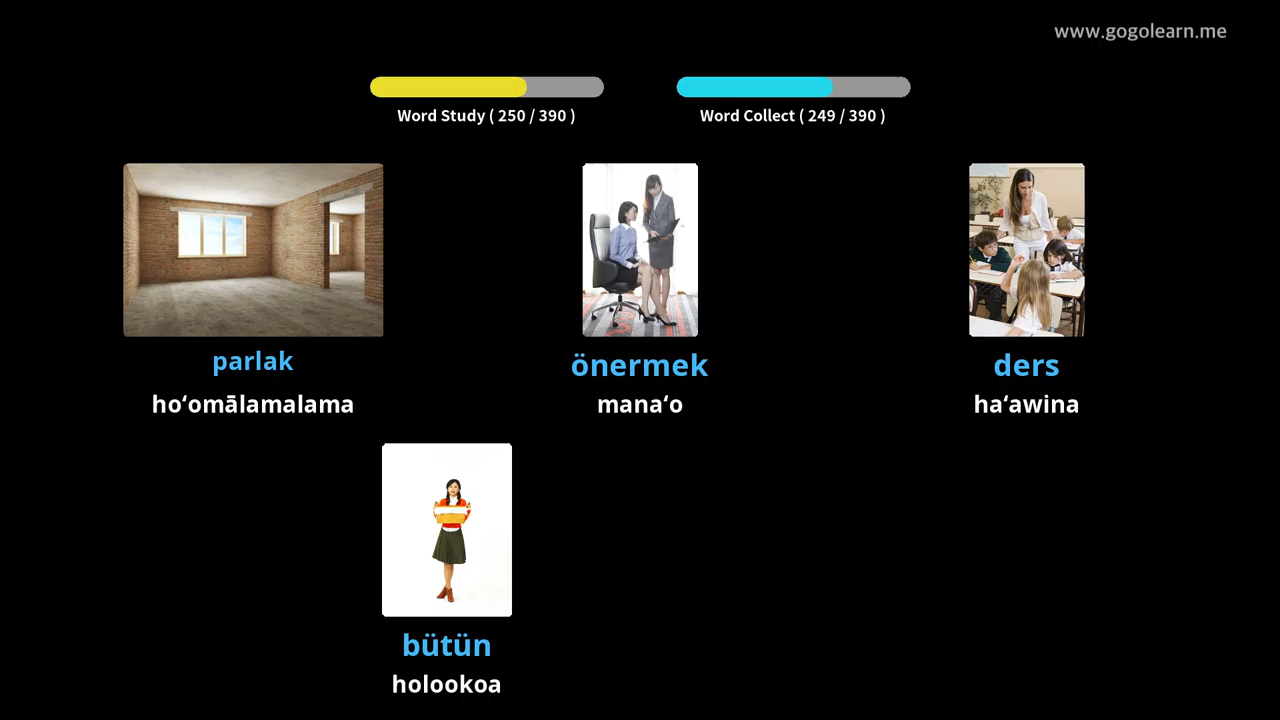 www.gogolearn.me
Word Study ( 250 / 390 )
Word Collect ( 249 / 390 )
parlak
hoʻomālamalama
önermek
manaʻo
ders
haʻawina
bütün
holookoa